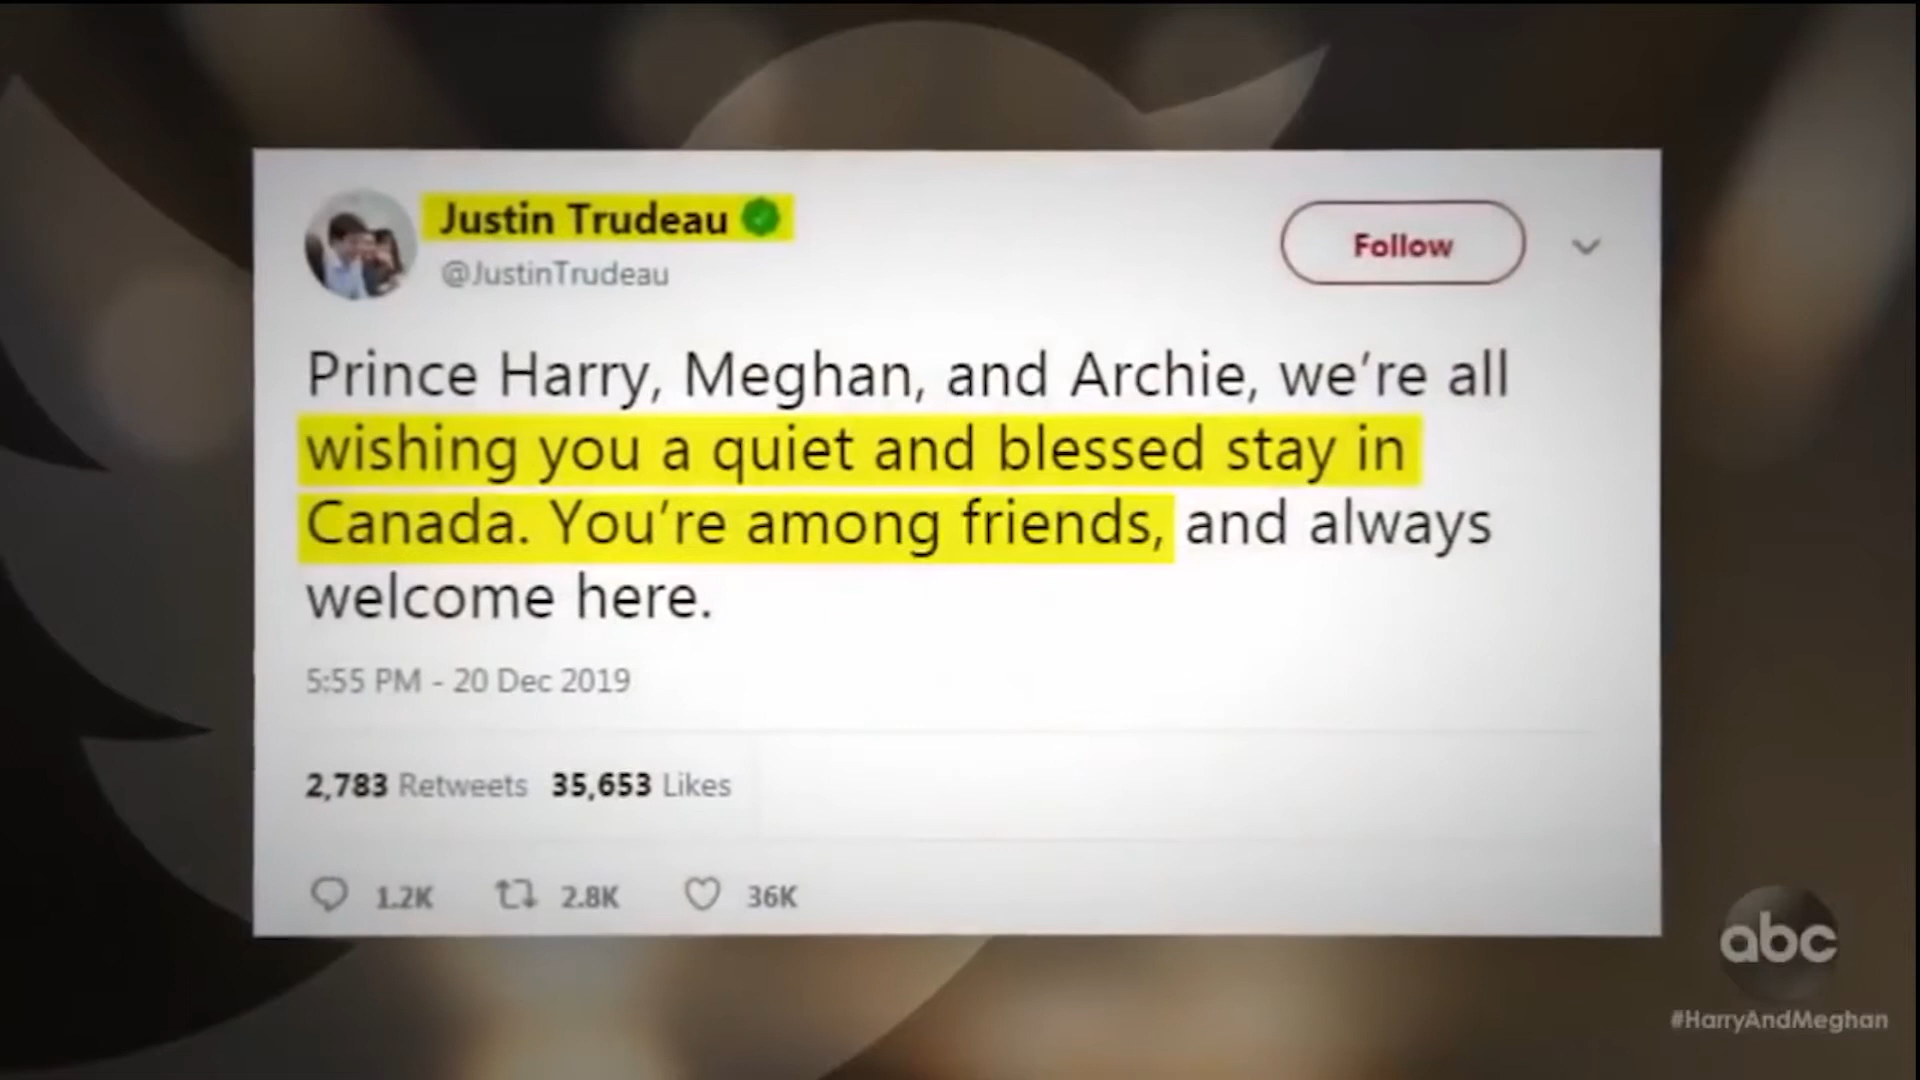 Justin Trudeau
@JustinTrudeau
Follow
Prince Harry, Meghan, and Archie, we're all
wishing you a quiet and blessed stay in
Canada. You're among friends, and always
welcome here.
5:55 PM - 20 Dec 2019
2,783 Retweets 35,653 Likes
1.2K 2.8K 36K
abc
#HarryAndMeghan